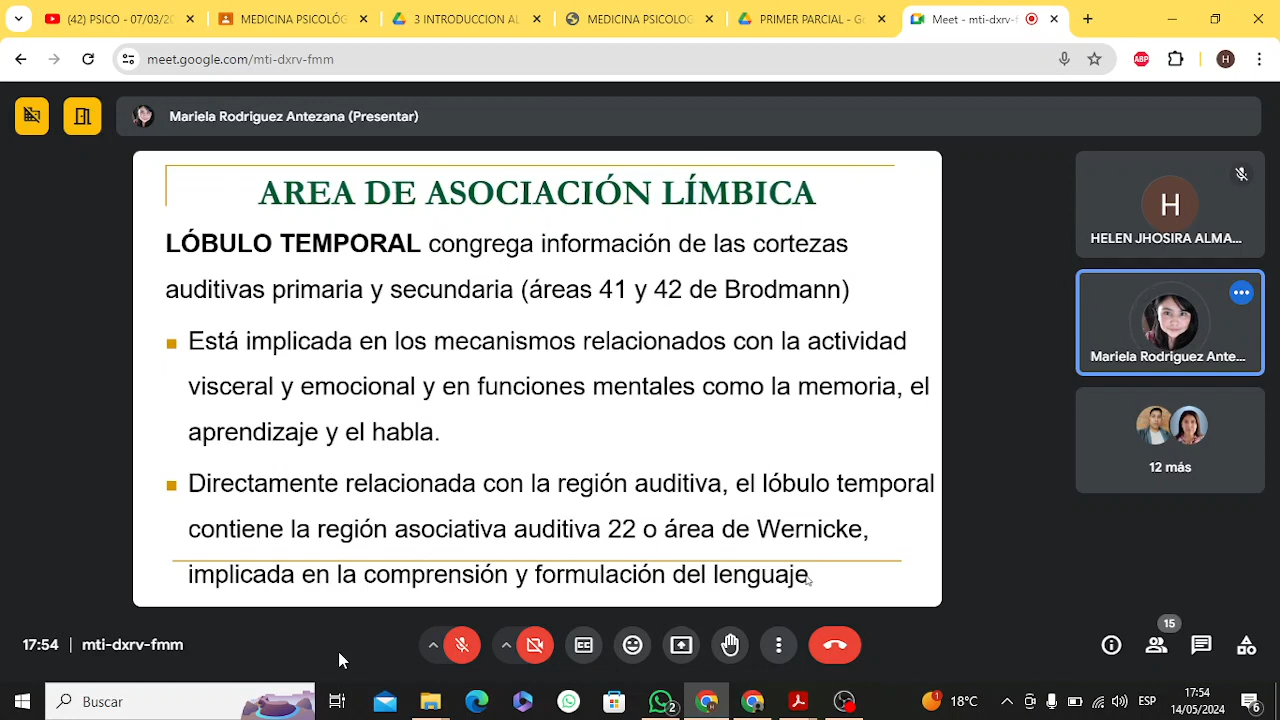 (42) PSICO - 07/03/20
MEDICINA PSICOLÓG
3 INTRODUCCION AL
MEDICINA PSICOLOG
PRIMER PARCIAL - Go
Meet - mti-dxrv-f
meet.google.com/mti-dxrv-fmm
ABP
H
Mariela Rodriguez Antezana (Presentar)
AREA DE ASOCIACIÓN LÍMBICA
LÓBULO TEMPORAL congrega información de las cortezas
auditivas primaria y secundaria (áreas 41 y 42 de Brodmann)
Está implicada en los mecanismos relacionados con la actividad
visceral y emocional y en funciones mentales como la memoria, el
aprendizaje y el habla.
Directamente relacionada con la región auditiva, el lóbulo temporal
contiene la región asociativa auditiva 22 o área de Wernicke,
implicada en la comprensión y formulación del lenguaje
H
HELEN JHOSIRA ALMA...
Mariela Rodriguez Ante...
12 más
17:54 | mti-dxrv-fmm
15
Buscar
2
1
18°C
ESP
17:54
14/05/2024
6